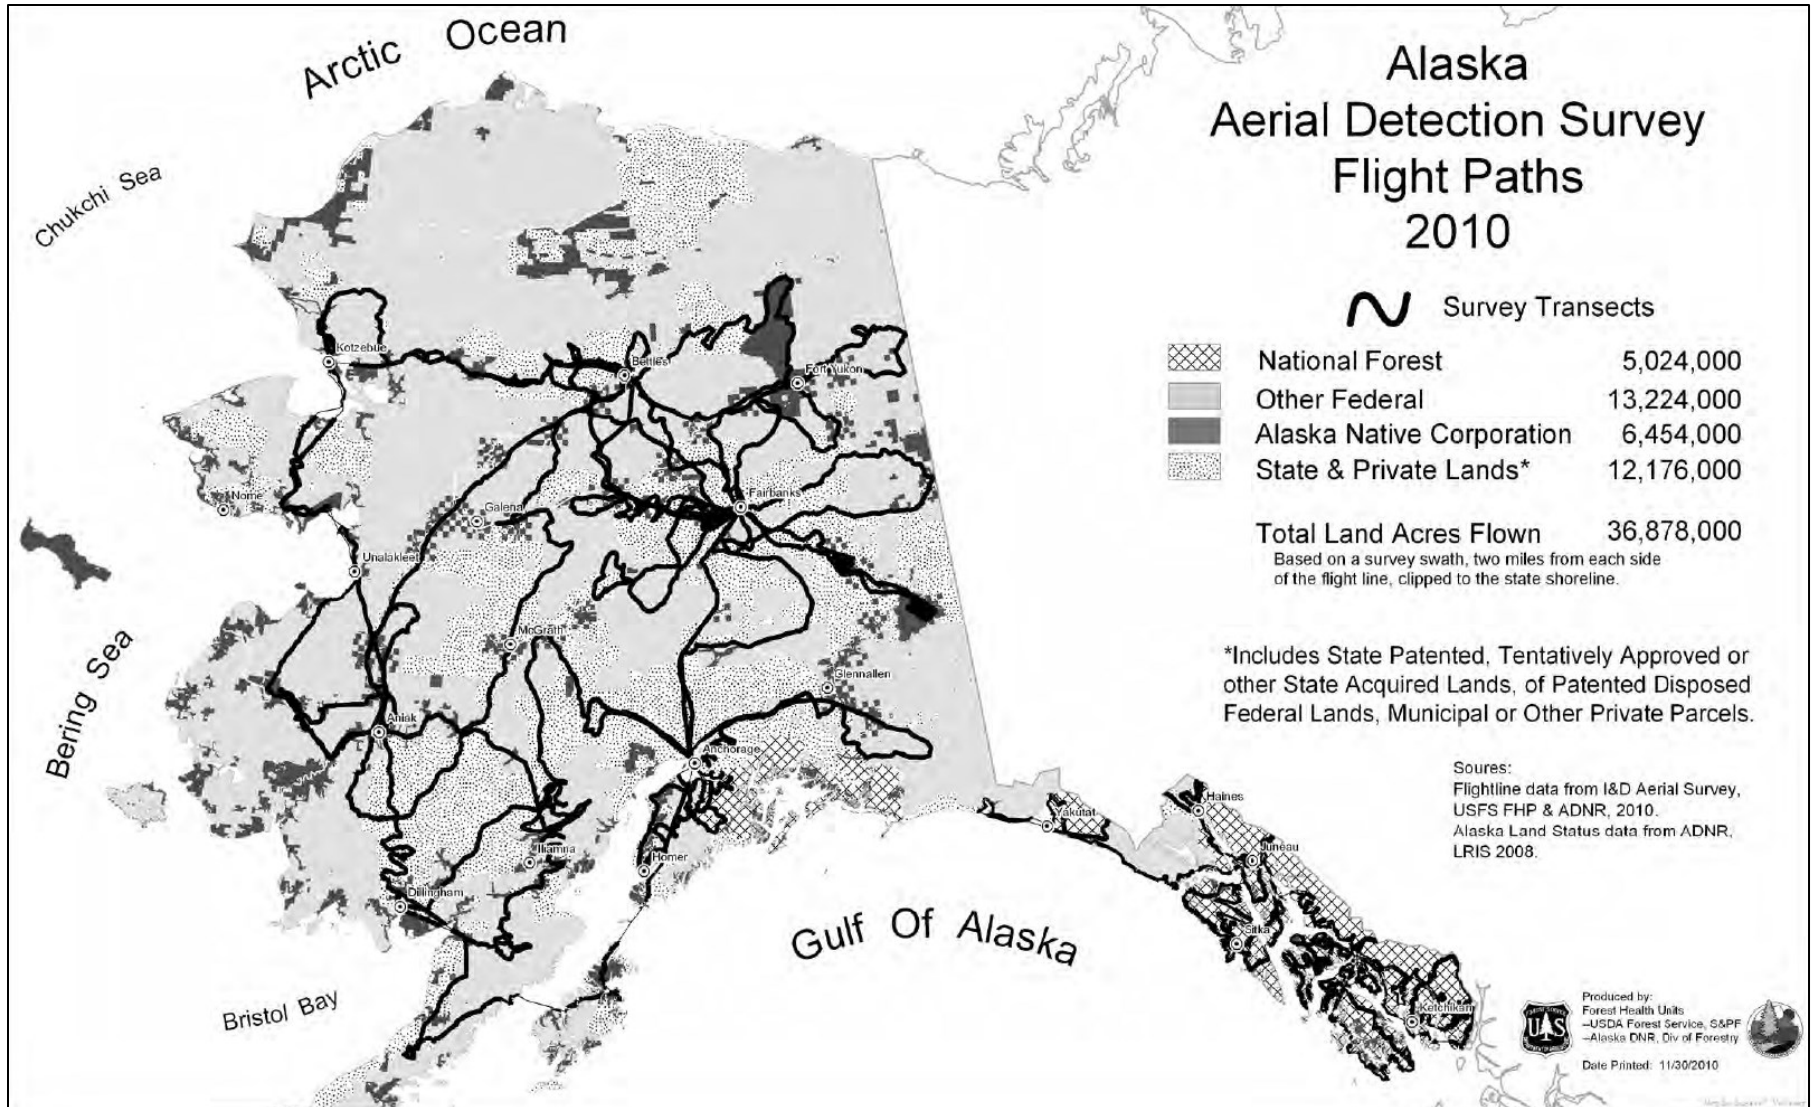 Arctic Ocean
Chukchi Sea
Bering Sea
Bristol Bay
Gulf Of Alaska
Kotzebue
Bettles
Fort Yukon
Nome
Galena
Fairbanks
Unalakleet
McGrath
Glennallen
Aniak
Anchorage
Iliamna
Homer
Dillingham
Yakutat
Haines
Juneau
Sitka
Ketchikan
Alaska
Aerial Detection Survey
Flight Paths
2010
Survey Transects
National Forest 5,024,000
Other Federal 13,224,000
Alaska Native Corporation 6,454,000
State & Private Lands* 12,176,000
Total Land Acres Flown 36,878,000
Based on a survey swath, two miles from each side
of the flight line, clipped to the state shoreline.
*Includes State Patented, Tentatively Approved or
other State Acquired Lands, of Patented Disposed
Federal Lands, Municipal or Other Private Parcels.
Soures:
Flightline data from I&D Aerial Survey,
USFS FHP & ADNR, 2010.
Alaska Land Status data from ADNR,
LRIS 2008.
Produced by:
Forest Health Units
–USDA Forest Service, S&PF
–Alaska DNR, Div of Forestry
Date Printed: 11/30/2010
U S